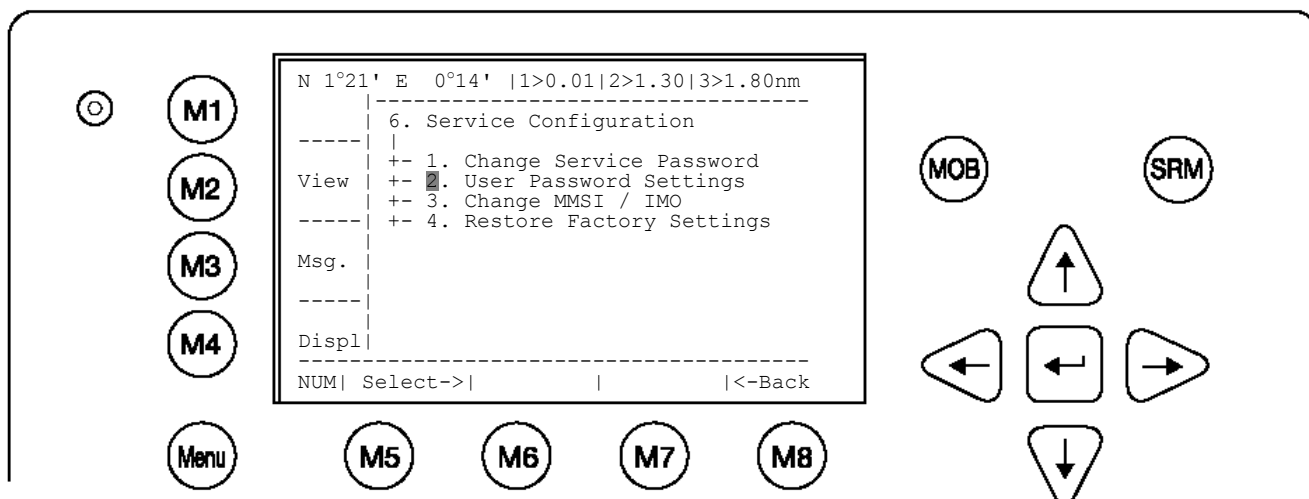 N 1°21' E 0°14' |1>0.01|2>1.30|3>1.80nm
M1
6. Service Configuration
MOB
SRM
+- 1. Change Service Password
M2
View | +- 2. User Password Settings
+- 3. Change MMSI / IMO
+- 4. Restore Factory Settings
M3
Msg.
M4
Displ
NUM| Select->| | |<-Back
Menu
M5
M6
M7
M8